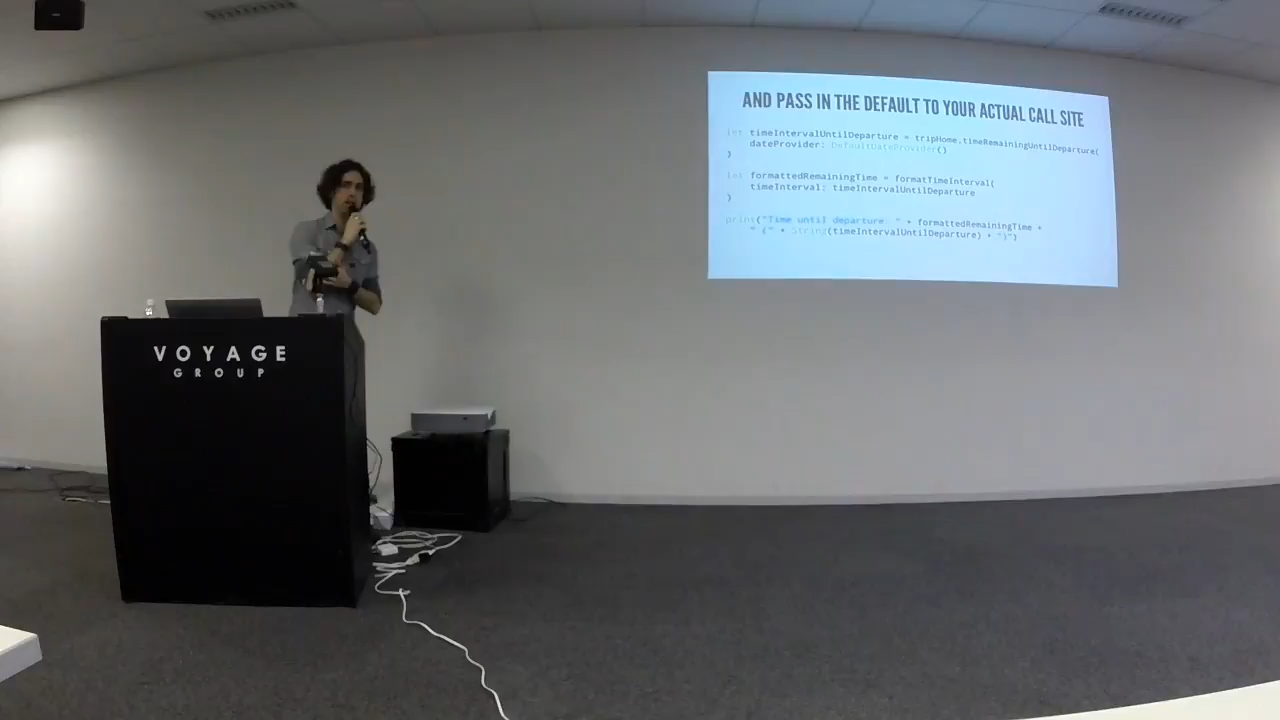 AND PASS IN THE DEFAULT TO YOUR ACTUAL CALL SITE
let timeIntervalUntilDeparture = tripHome.timeRemainingUntilDeparture(
dateProvider: DefaultDateProvider()
)
let formattedRemainingTime = formatTimeInterval(
timeInterval: timeIntervalUntilDeparture
)
print("Time until departure: " + formattedRemainingTime +
" (" + String(timeIntervalUntilDeparture) + ")")
VOYAGE
GROUP